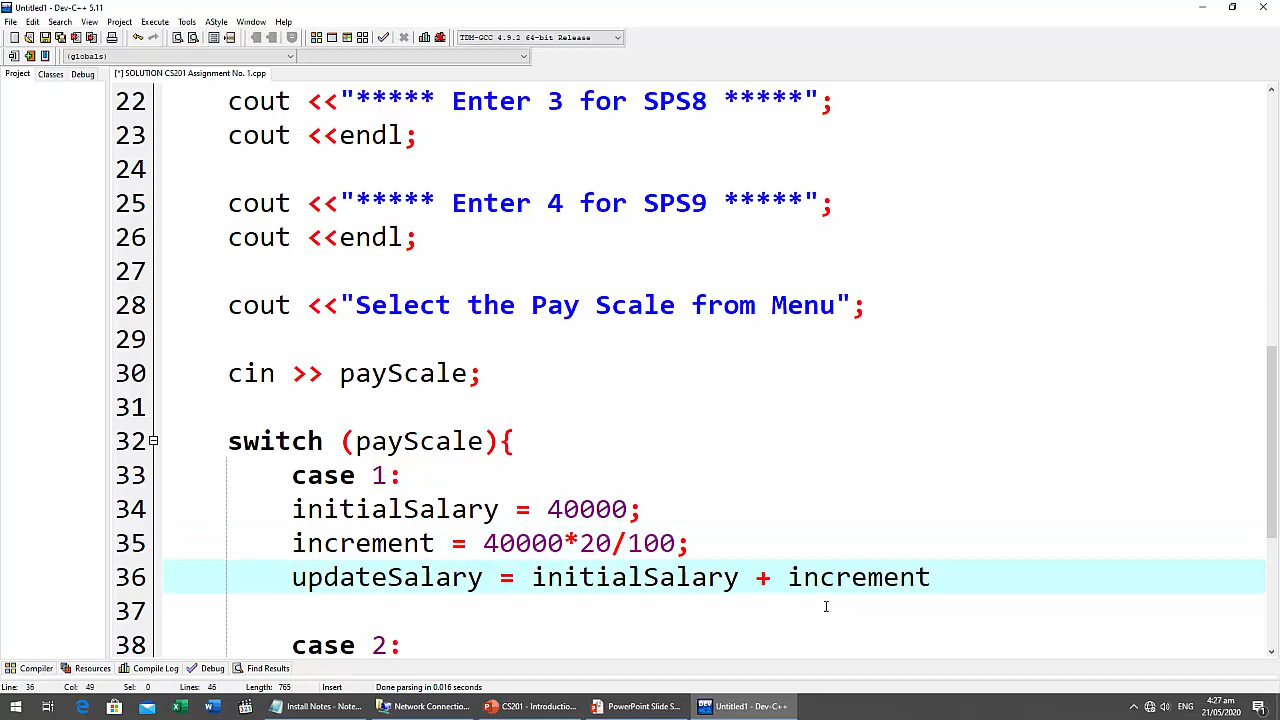 Untitled1 - Dev-C++ 5.11
File Edit Search View Project Execute Tools AStyle Window Help
TDM-GCC 4.9.2 64-bit Release
(globals)
Project Classes Debug [*] SOLUTION CS201 Assignment No. 1.cpp
22 cout <<"***** Enter 3 for SPS8 *****";
23 cout <<endl;
24
25 cout <<"***** Enter 4 for SPS9 *****";
26 cout <<endl;
27
28 cout <<"Select the Pay Scale from Menu";
29
30 cin >> payScale;
31
32 switch (payScale){
33 case 1:
34 initialSalary = 40000;
35 increment = 40000*20/100;
36 updateSalary = initialSalary + increment
37
38 case 2:
Compiler Resources Compile Log Debug Find Results
Line: 36 Col: 49 Sel: 0 Lines: 46 Length: 765 Insert Done parsing in 0.016 seconds
Install Notes - Note... Network Connectio... CS201 - Introductio... PowerPoint Slide S... Untitled1 - Dev-C++ ENG 4:27 am
21/05/2020